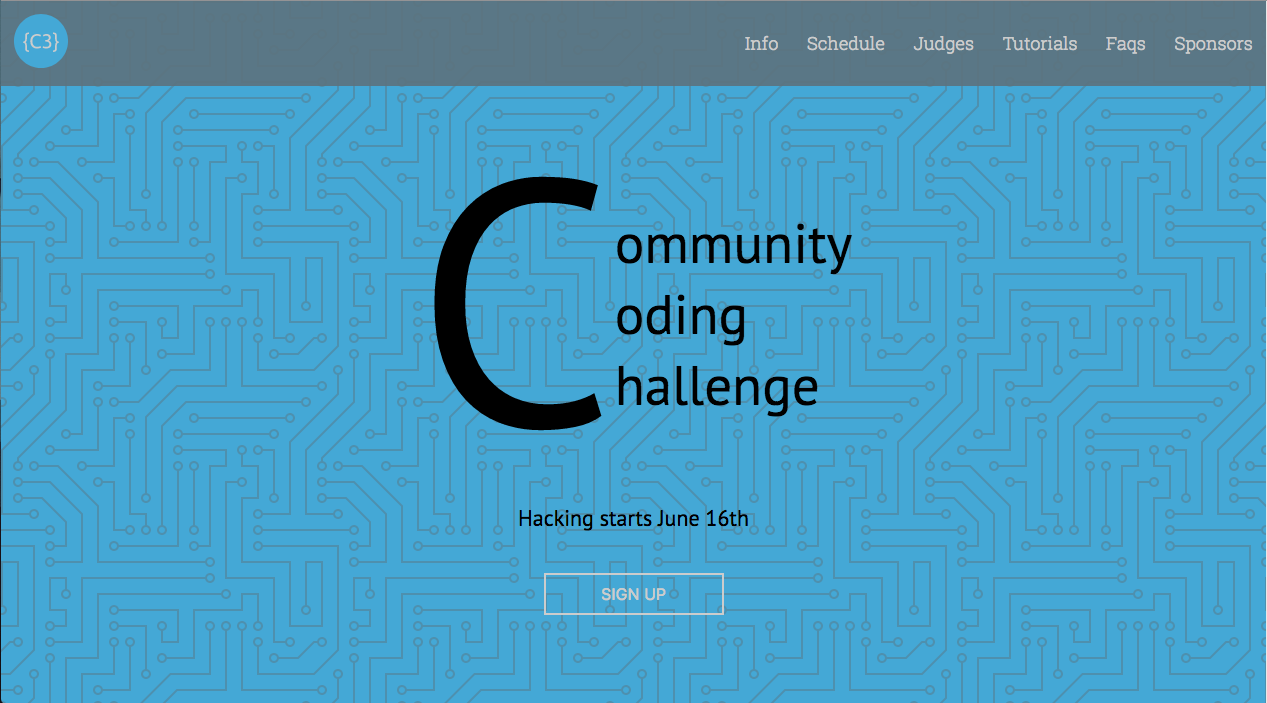 {C3}
Info Schedule Judges Tutorials Faqs Sponsors
C
ommunity
oding
hallenge
Hacking starts June 16th
SIGN UP